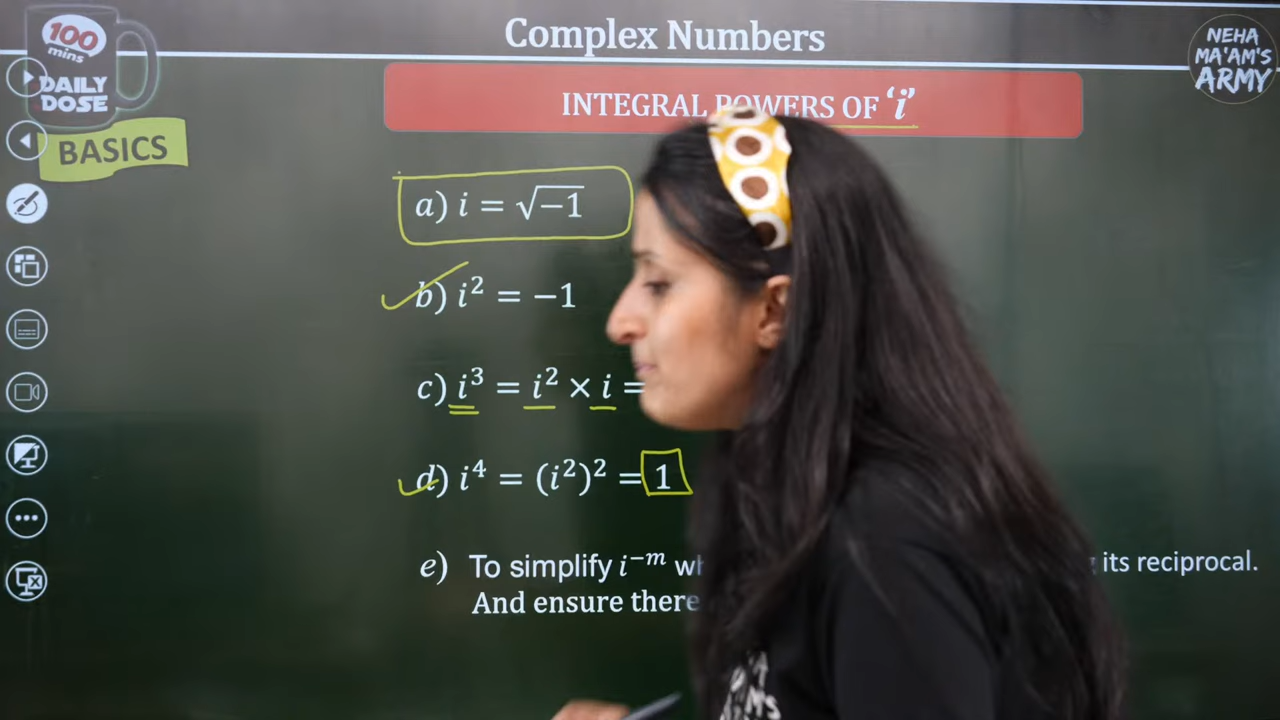 Complex Numbers
100
mins
DAILY
DOSE
BASICS
NEHA
MA'AM'S
ARMY
INTEGRAL POWERS OF 'i'
a) i = √−1
b) i² = −1
c) i³ = i² × i =
d) i⁴ = (i²)² = 1
e) To simplify i⁻ᵐ its reciprocal.
And ensure there